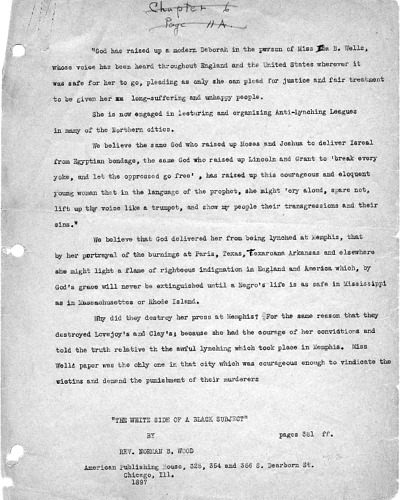 Chapter 6
Page 11A.
"God has raised up a modern Deborah in the person of Miss Ida B. Wells,
whose voice has been heard throughout England and the United States wherever it
was safe for her to go, pleading as only she can plead for justice and fair treatment
to be given her long-suffering and unhappy people.
She is now engaged in lecturing and organizing Anti-lynching Leagues
in many of the Northern cities.
We believe the same God who raised up Moses and Joshua to deliver Isreal
from Egyptian bondage, the same God who raised up Lincoln and Grant to 'break every
yoke, and let the oppressed go free' , has raised up this courageous and eloquent
young woman that in the language of the prophet, she might 'cry aloud, spare not,
lift up thy voice like a trumpet, and show my people their transgressions and their
sins."
We believe that God delivered her from being lynched at Memphis, that
by her portrayal of the burnings at Paris, Texas, Texarcana Arkansas and elsewhere
she might light a flame of righteous indignation in England and America which, by
God's grace will never be extinguished until a Negro's life is as safe in Mississippi
as in Massachusettes or Rhode Island.
Why did they destroy her press at Memphis? For the same reason that they
destroyed Lovejoy's and Clay's; because she had the courage of her convictions and
told the truth relative th the awful lynching which took place in Memphis. Miss
Wells paper was the only one in that city which was courageous enough to vindicate the
victims and demand the punishment of their murderers
"THE WHITE SIDE OF A BLACK SUBJECT"
BY pages 381 ff.
REV. NORMAN B. WOOD
American Publishing House, 325, 354 and 356 S. Dearborn St.
Chicago, Ill.
1897